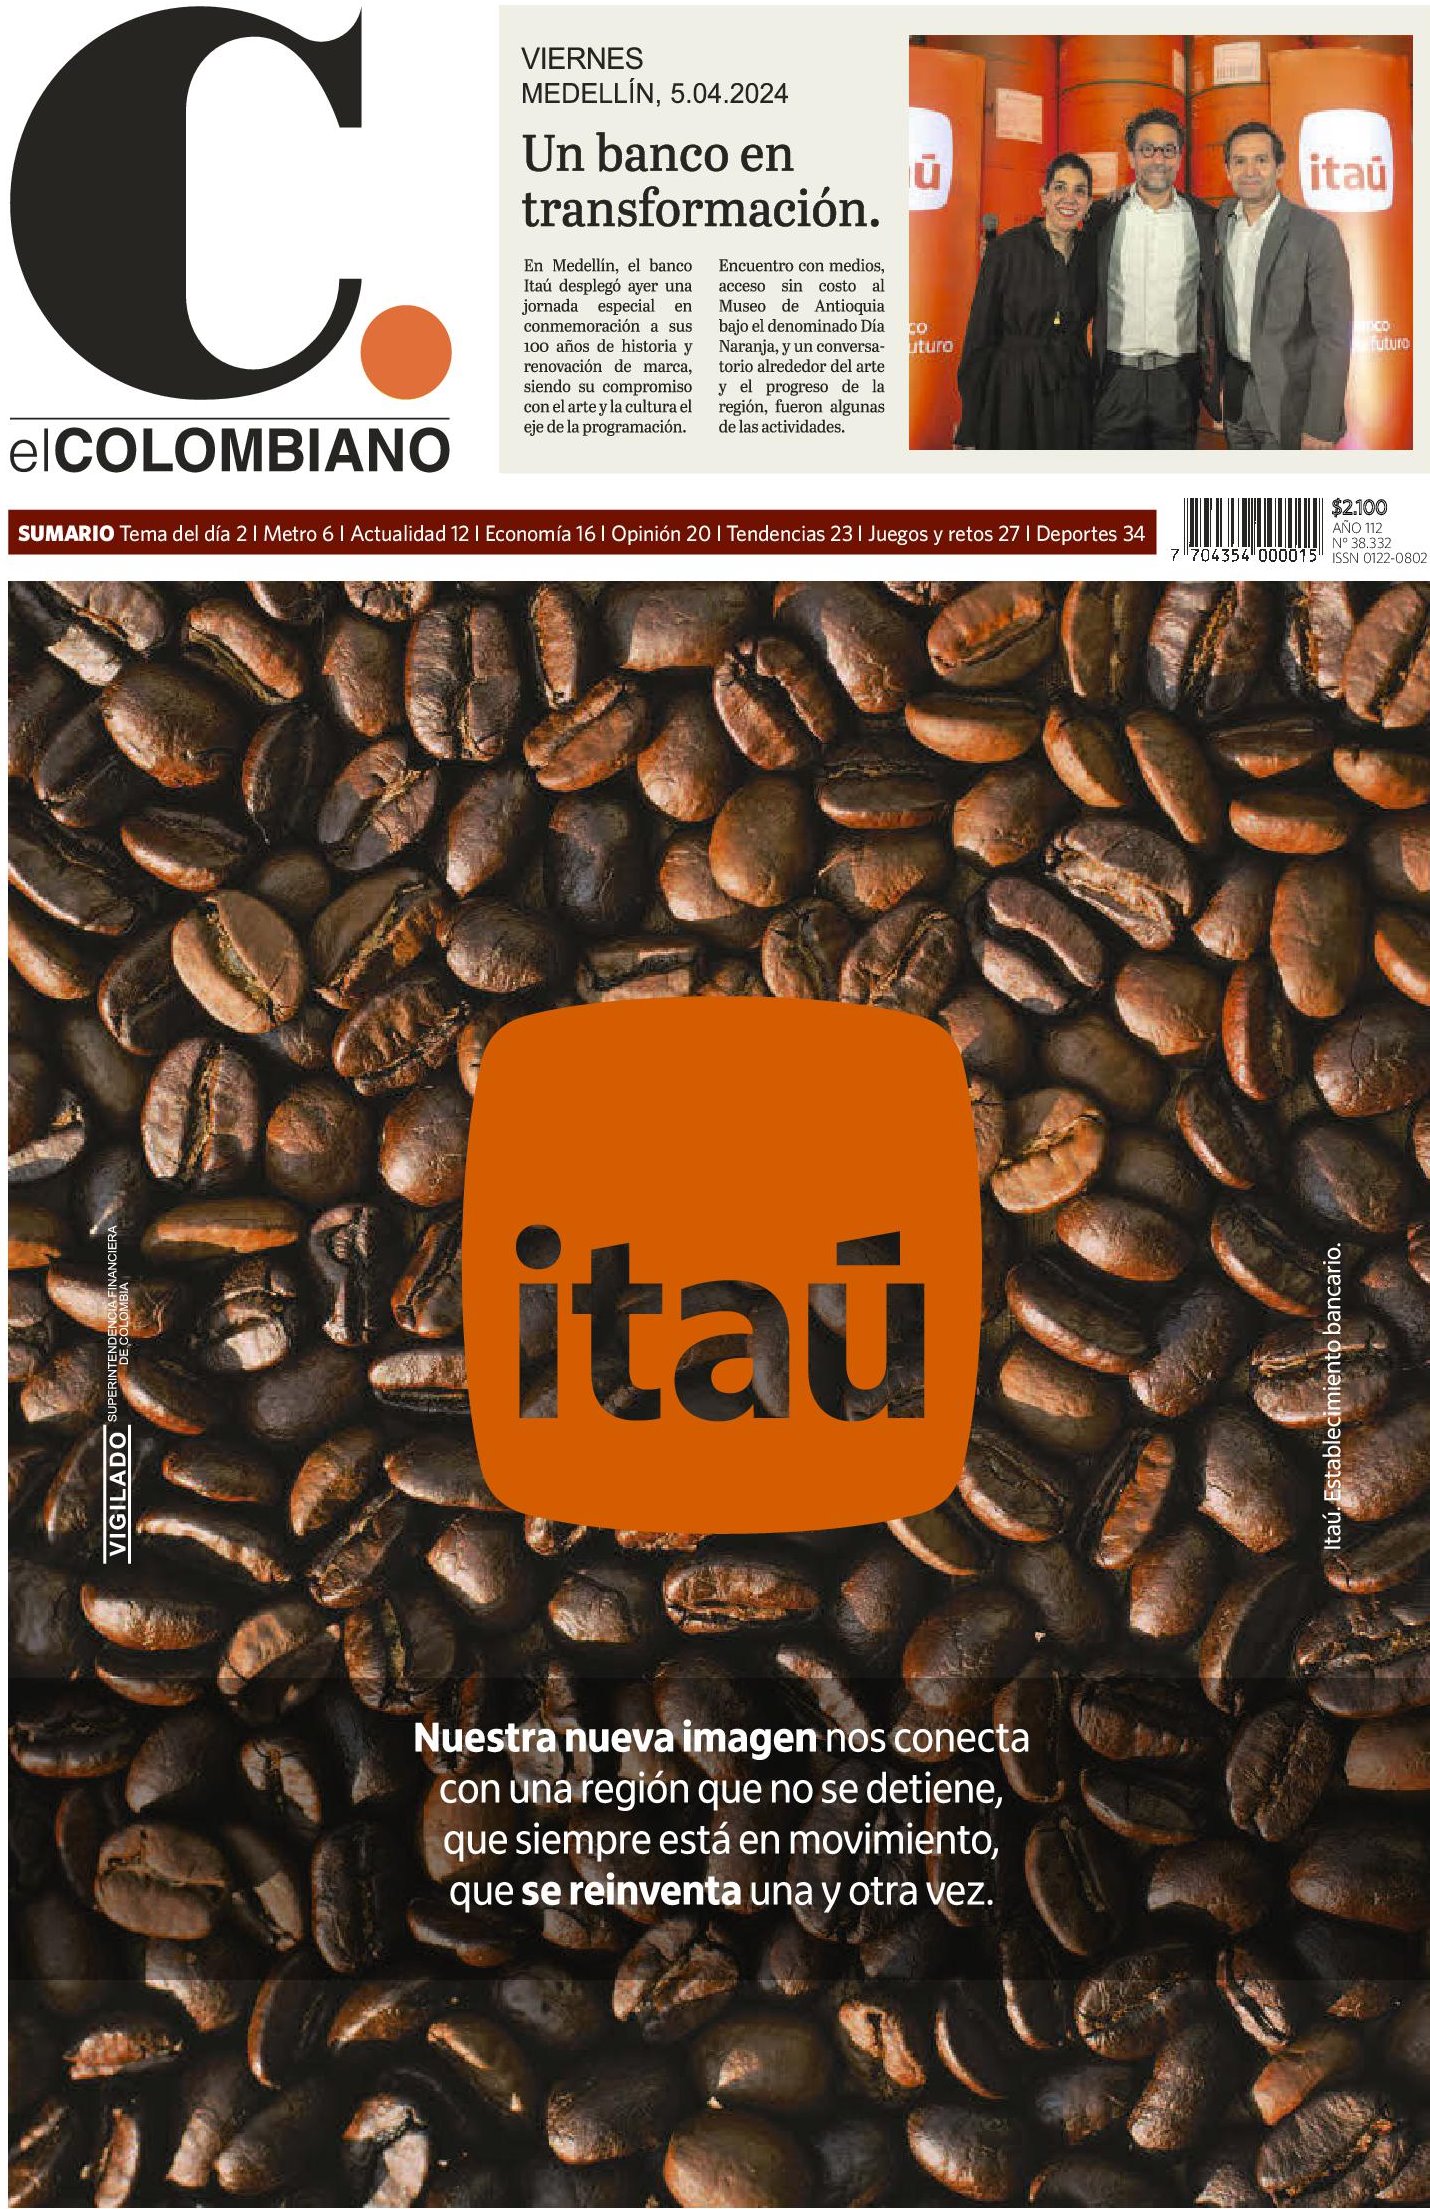 C.
elCOLOMBIANO
VIERNES
MEDELLÍN, 5.04.2024
Un banco en
transformación.
En Medellín, el banco
Itaú desplegó ayer una
jornada especial en
conmemoración a sus
100 años de historia y
renovación de marca,
siendo su compromiso
con el arte y la cultura el
eje de la programación.
Encuentro con medios,
acceso sin costo al
Museo de Antioquia
bajo el denominado Día
Naranja, y un conversa-
torio alrededor del arte
y el progreso de la
región, fueron algunas
de las actividades.
aú
itaú
co
uturo
futuro
SUMARIO Tema del día 2 I Metro 6 I Actualidad 12 I Economía 16 I Opinión 20 I Tendencias 23 I Juegos y retos 27 I Deportes 34
7 704354 000015
$2.100
AÑO 112
Nº 38.332
ISSN 0122-0802
itaú
VIGILADO SUPERINTENDENCIA FINANCIERA
DE COLOMBIA
Itaú. Establecimiento bancario.
Nuestra nueva imagen nos conecta
con una región que no se detiene,
que siempre está en movimiento,
que se reinventa una y otra vez.